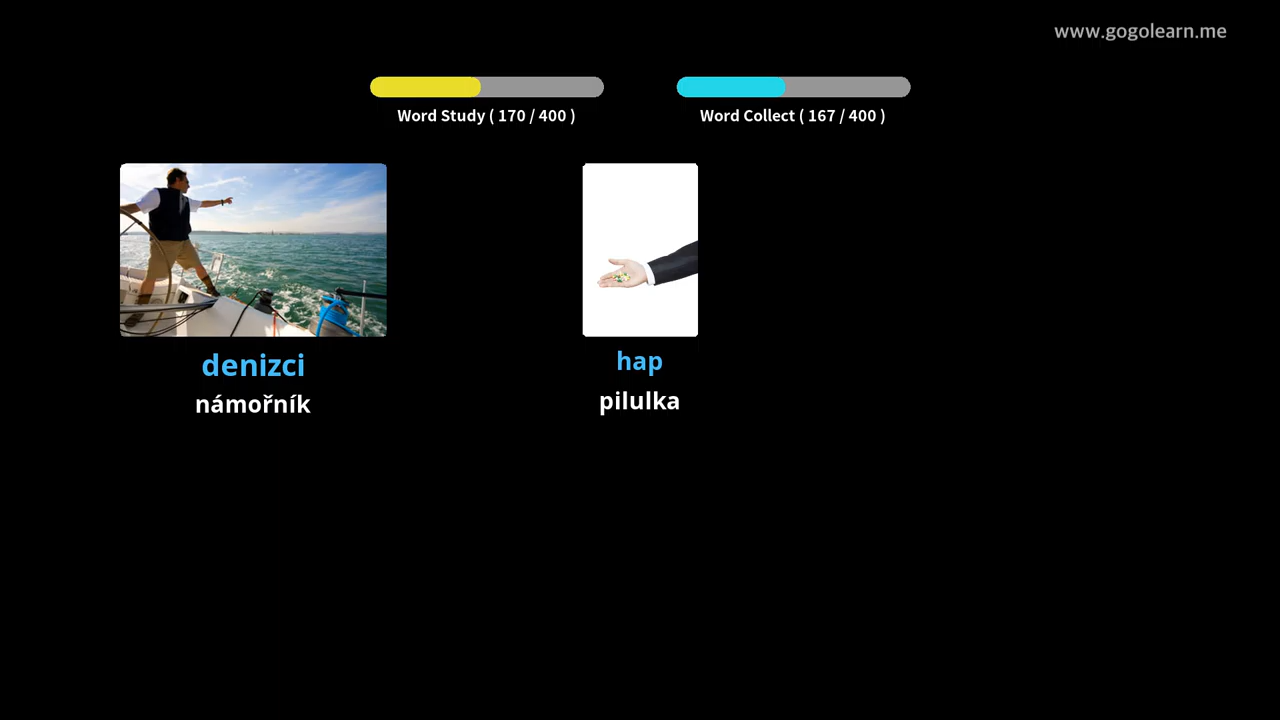 www.gogolearn.me
Word Study ( 170 / 400 )
Word Collect ( 167 / 400 )
denizci
námořník
hap
pilulka